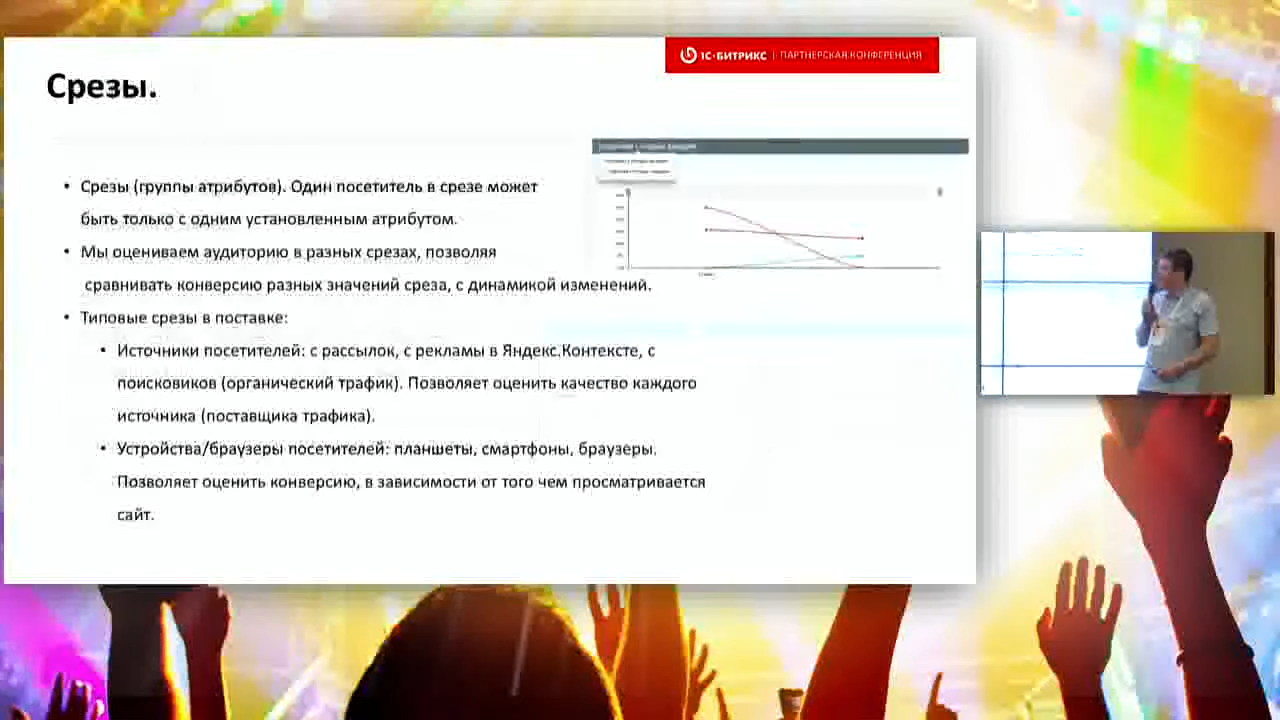 1С-БИТРИКС | ПАРТНЕРСКАЯ КОНФЕРЕНЦИЯ
Срезы.
• Срезы (группы атрибутов). Один посетитель в срезе может
быть только с одним установленным атрибутом.
• Мы оцениваем аудиторию в разных срезах, позволяя
сравнивать конверсию разных значений среза, с динамикой изменений.
• Типовые срезы в поставке:
• Источники посетителей: с рассылок, с рекламы в Яндекс.Контексте, с
поисковиков (органический трафик). Позволяет оценить качество каждого
источника (поставщика трафика).
• Устройства/браузеры посетителей: планшеты, смартфоны, браузеры.
Позволяет оценить конверсию, в зависимости от того чем просматривается
сайт.